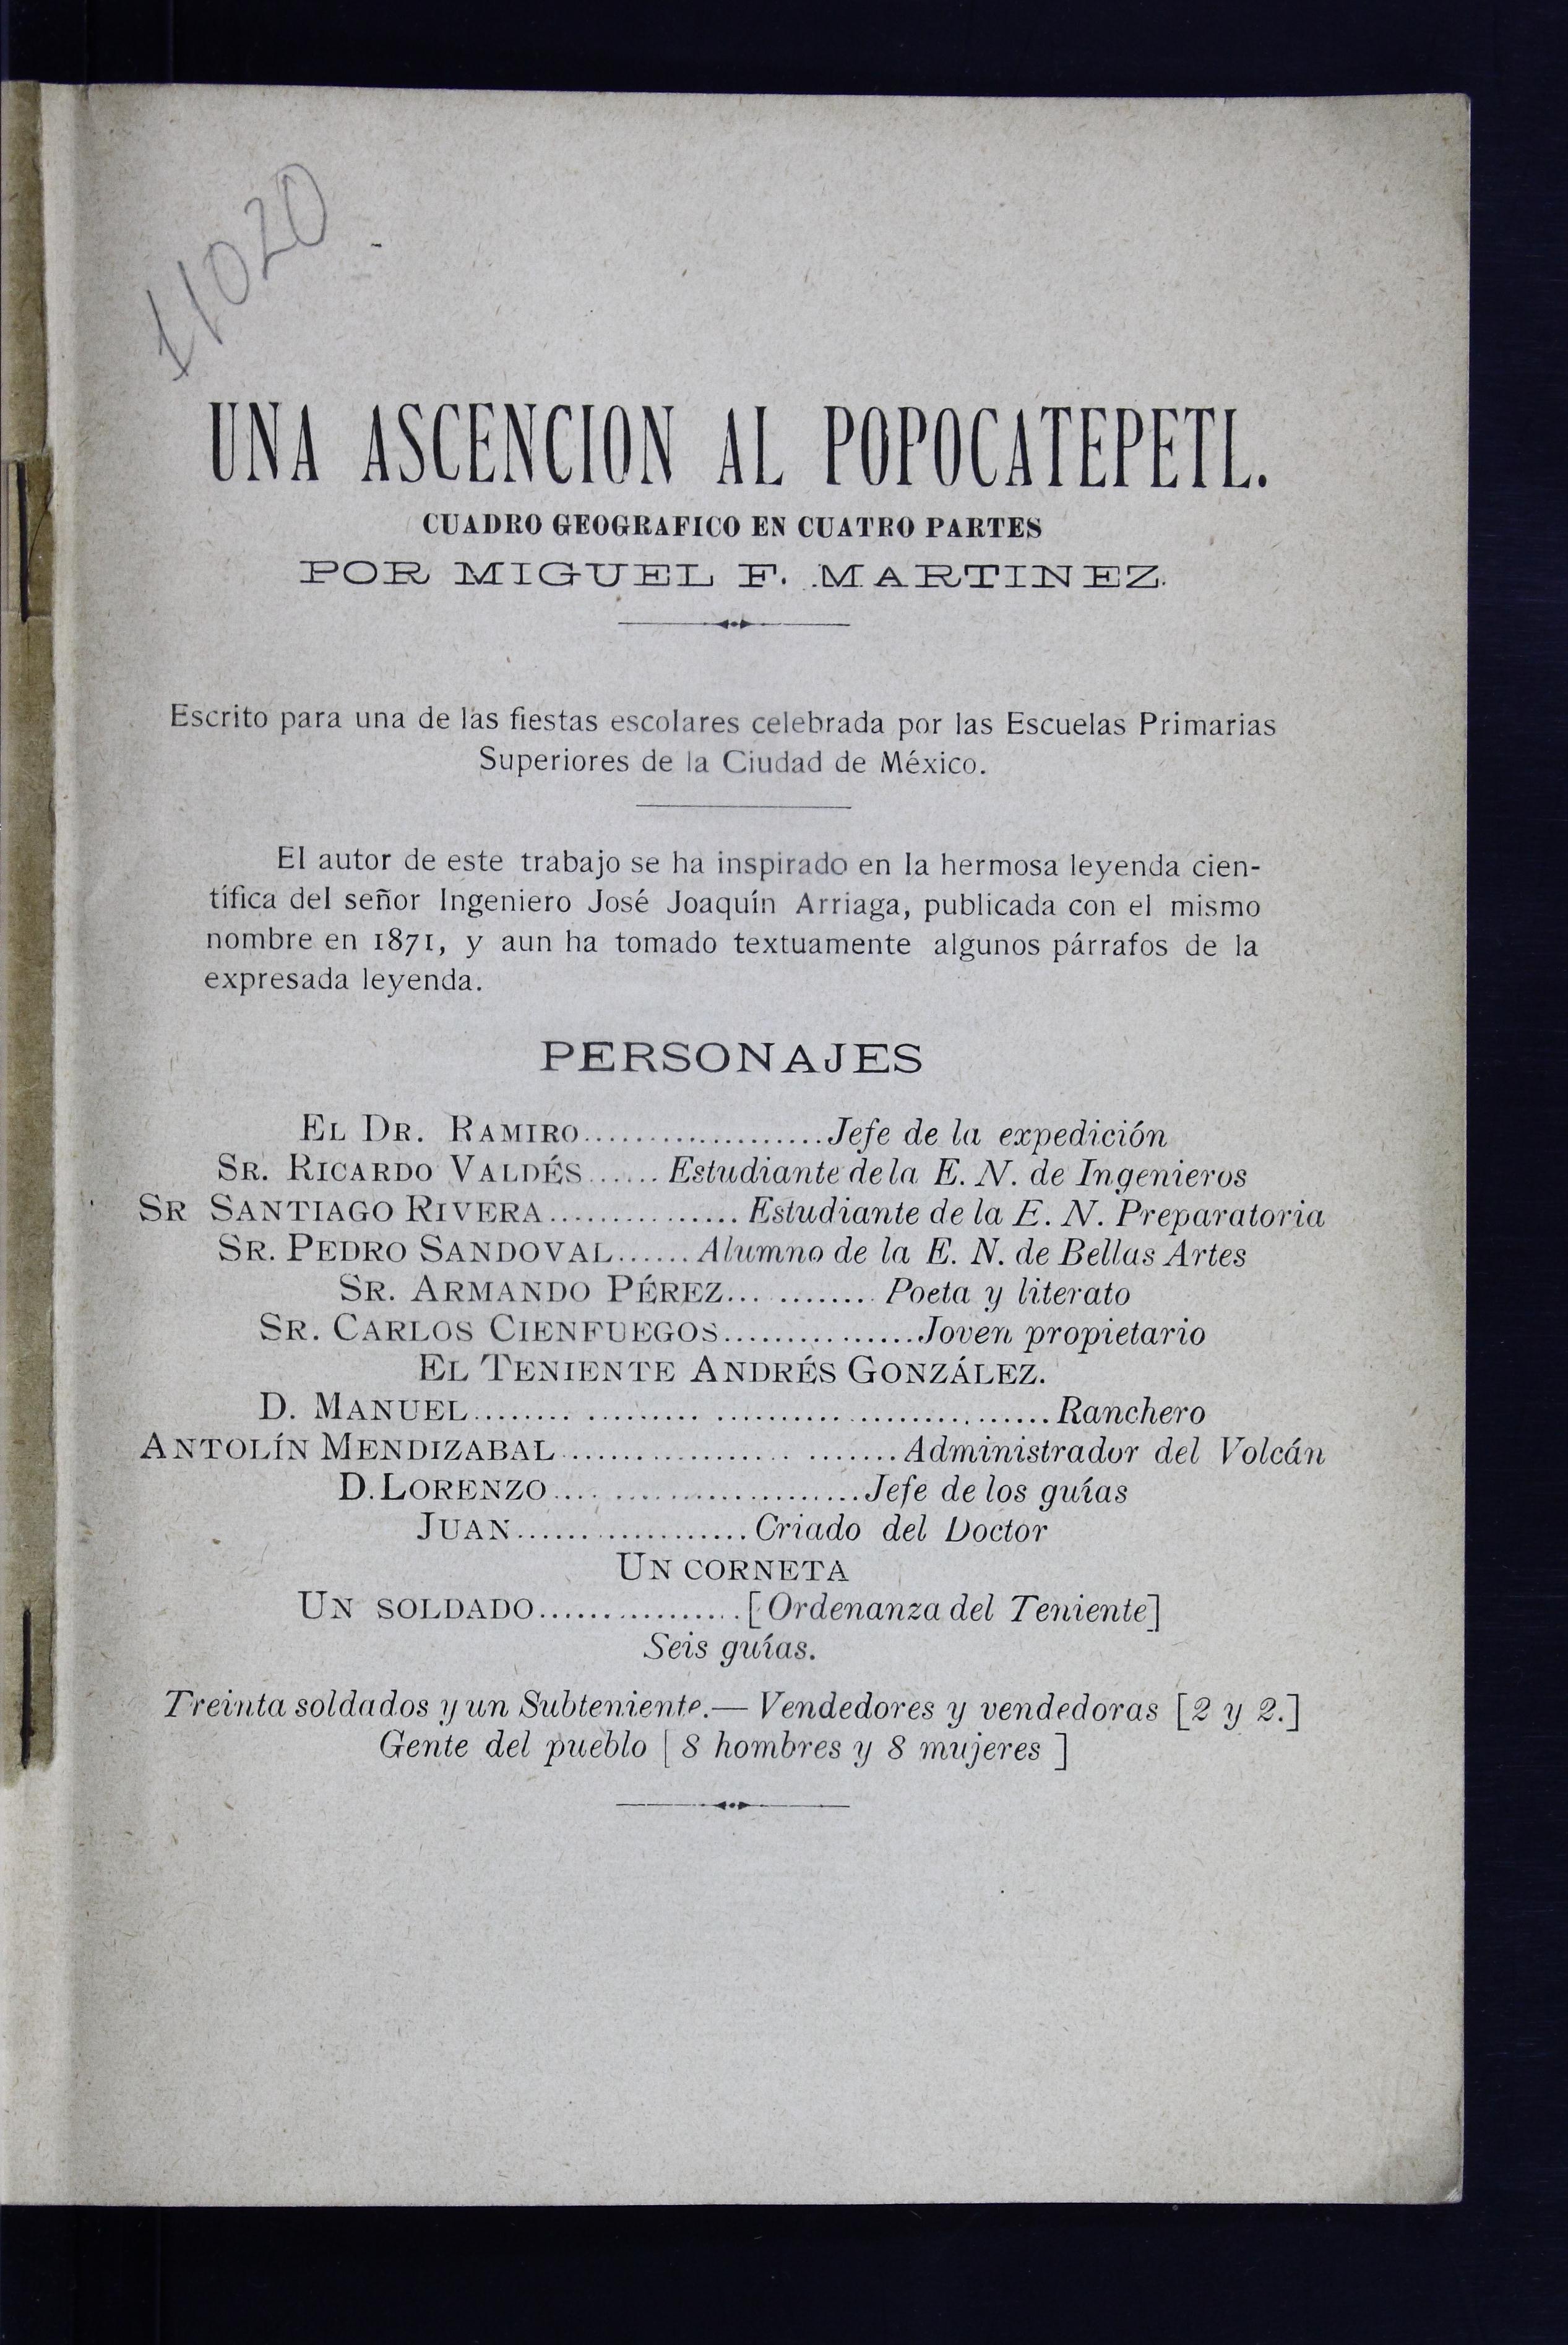 11020
UNA ASCENCION AL POPOCATEPETL.
CUADRO GEOGRAFICO EN CUATRO PARTES
POR MIGUEL F. MARTINEZ.
Escrito para una de las fiestas escolares celebrada por las Escuelas Primarias
Superiores de la Ciudad de México.
El autor de este trabajo se ha inspirado en la hermosa leyenda cien-
tífica del señor Ingeniero José Joaquín Arriaga, publicada con el mismo
nombre en 1871, y aun ha tomado textuamente algunos párrafos de la
expresada leyenda.
PERSONAJES
EL DR. RAMIRO...................Jefe de la expedición
SR. RICARDO VALDÉS......Estudiante de la E. N. de Ingenieros
SR SANTIAGO RIVERA...............Estudiante de la E. N. Preparatoria
SR. PEDRO SANDOVAL......Alumno de la E. N. de Bellas Artes
SR. ARMANDO PÉREZ... ........Poeta y literato
SR. CARLOS CIENFUEGOS...............Joven propietario
EL TENIENTE ANDRÉS GONZÁLEZ.
D. MANUEL........ ......... ..........................Ranchero
ANTOLÍN MENDIZABAL................. .......Administrador del Volcán
D. LORENZO.... ....................Jefe de los guías
JUAN..................Criado del Doctor
UN CORNETA
UN SOLDADO................[Ordenanza del Teniente]
Seis guías.
Treinta soldados y un Subteniente.— Vendedores y vendedoras [2 y 2.]
Gente del pueblo [ 8 hombres y 8 mujeres ]